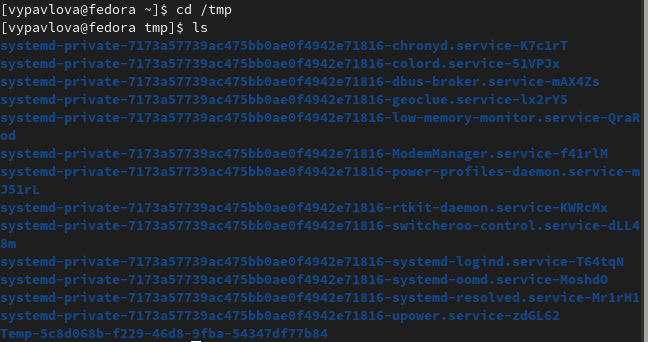 [vypavlova@fedora ~]$ cd /tmp
[vypavlova@fedora tmp]$ ls
systemd-private-7173a57739ac475bb0ae0f4942e71816-chronyd.service-K7c1rT
systemd-private-7173a57739ac475bb0ae0f4942e71816-colord.service-51VPJx
systemd-private-7173a57739ac475bb0ae0f4942e71816-dbus-broker.service-mAX4Zs
systemd-private-7173a57739ac475bb0ae0f4942e71816-geoclue.service-lx2rY5
systemd-private-7173a57739ac475bb0ae0f4942e71816-low-memory-monitor.service-QraR
od
systemd-private-7173a57739ac475bb0ae0f4942e71816-ModemManager.service-f41rlM
systemd-private-7173a57739ac475bb0ae0f4942e71816-power-profiles-daemon.service-m
J51rL
systemd-private-7173a57739ac475bb0ae0f4942e71816-rtkit-daemon.service-KWRcMx
systemd-private-7173a57739ac475bb0ae0f4942e71816-switcheroo-control.service-dLL4
8m
systemd-private-7173a57739ac475bb0ae0f4942e71816-systemd-logind.service-T64tqN
systemd-private-7173a57739ac475bb0ae0f4942e71816-systemd-oomd.service-MoshdO
systemd-private-7173a57739ac475bb0ae0f4942e71816-systemd-resolved.service-Mr1rH1
systemd-private-7173a57739ac475bb0ae0f4942e71816-upower.service-zdGL62
Temp-5c8d068b-f229-46d8-9fba-54347df77b84